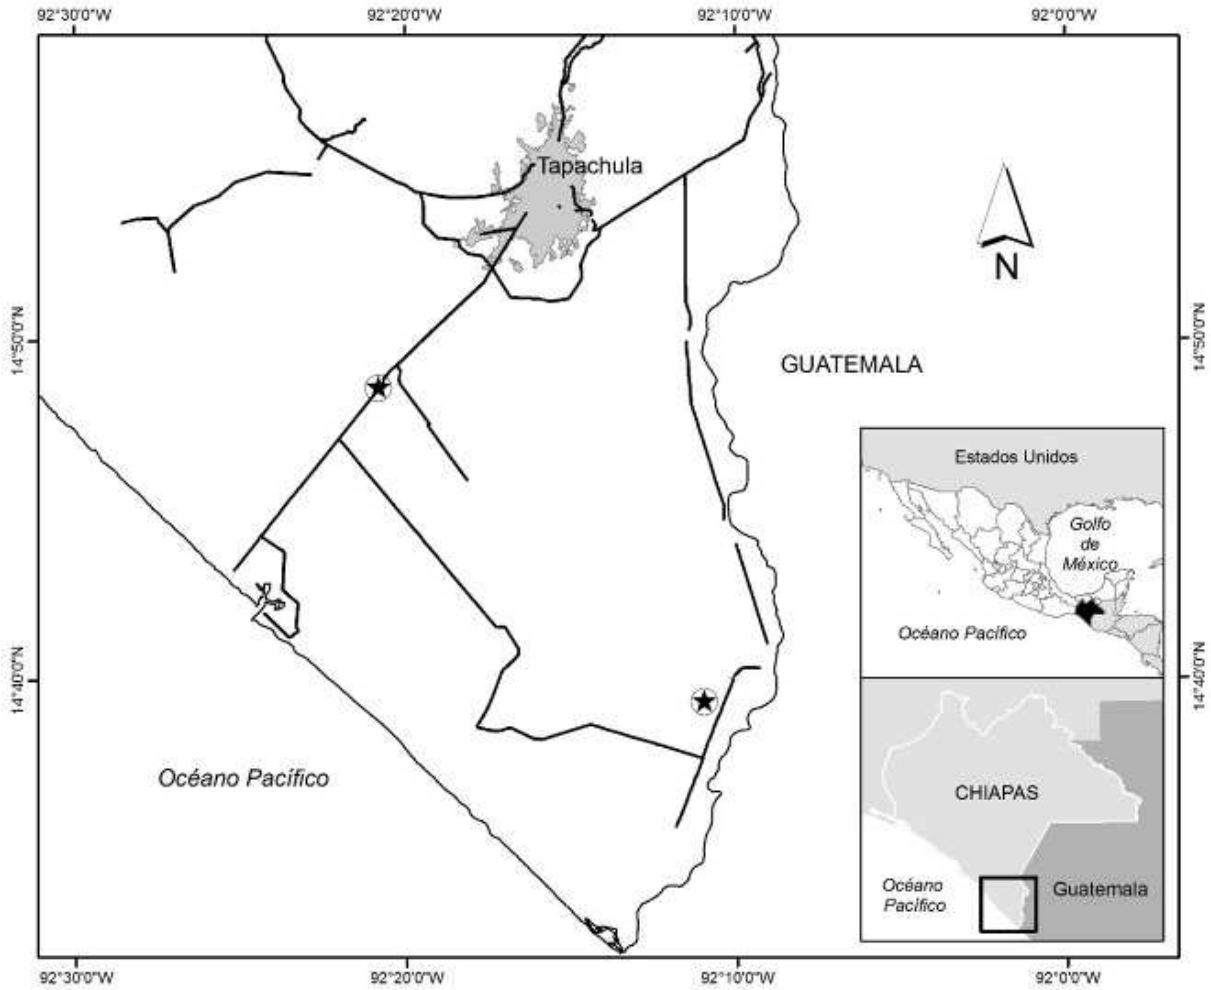 92°30'0"W
92°20'0"W
92°10'0"W
92°0'0"W
Tapachula
N
14°50'0"N
14°50'0"N
GUATEMALA
Estados Unidos
Golfo
de
México
Océano Pacífico
14°40'0"N
14°40'0"N
Océano Pacífico
CHIAPAS
Océano
Pacífico
Guatemala
92°30'0"W
92°20'0"W
92°10'0"W
92°0'0"W